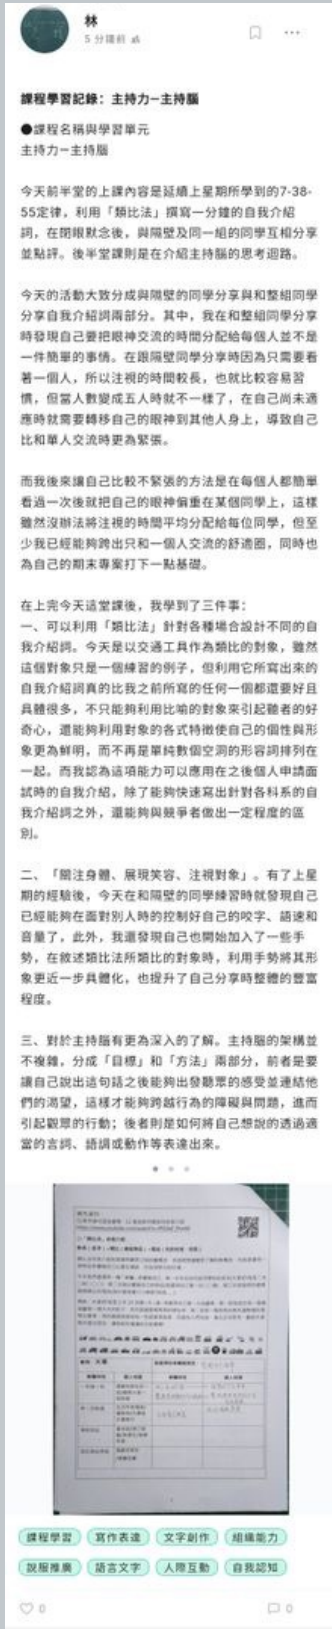 林
5 分鐘前
課程學習記錄：主持力—主持腦
●課程名稱與學習單元
主持力—主持腦
今天前半堂的上課內容是延續上星期所學到的7-38-
55定律，利用「類比法」撰寫一分鐘的自我介紹
詞，在閉眼默念後，與隔壁及同一組的同學互相分享
並點評。後半堂課則是在介紹主持腦的思考迴路。
今天的活動大致分成與隔壁的同學分享與和整組同學
分享自我介紹詞兩部分。其中，我在和整組同學分享
時發現自己要把眼神交流的時間分配給每個人並不是
一件簡單的事情。在跟隔壁同學分享時因為只需要看
著一個人，所以注視的時間較長，也就比較容易習
慣，但當人數變成五人時就不一樣了，在自己尚未適
應時就需要轉移自己的眼神到其他人身上，導致自己
比和單人交流時更為緊張。
而我後來讓自己比較不緊張的方法是在每個人都簡單
看過一次後就把自己的眼神偏重在某個同學上，這樣
雖然沒辦法將注視的時間平均分配給每位同學，但至
少我已經能夠跨出只和一個人交流的舒適圈，同時也
為自己的期末專案打下一點基礎。
在上完今天這堂課後，我學到了三件事：
一、可以利用「類比法」針對各種場合設計不同的自
我介紹詞。今天是以交通工具作為類比的對象，雖然
這個對象只是一個練習的例子，但利用它所寫出來的
自我介紹詞真的比我之前所寫的任何一個都還要好且
具體很多，不只能夠利用比喻的對象來引起聽者的好
奇心，還能夠利用對象的各式特徵使自己的個性與形
象更為鮮明，而不再是單純數個空洞的形容詞排列在
一起。而我認為這項能力可以應用在之後個人申請面
試時的自我介紹，除了能夠快速寫出針對各科系的自
我介紹詞之外，還能夠與競爭者做出一定程度的區
別。
二、「關注身體、展現笑容、注視對象」。有了上星
期的經驗後，今天在和隔壁的同學練習時就發現自己
已經能夠在面對別人時的控制好自己的咬字、語速和
音量了，此外，我還發現自己也開始加入了一些手
勢，在敘述類比法所類比的對象時，利用手勢將其形
象更近一步具體化，也提升了自己分享時整體的豐富
程度。
三、對於主持腦有更為深入的了解。主持腦的架構並
不複雜，分成「目標」和「方法」兩部分，前者是要
讓自己說出這句話之後能夠出發聽眾的感受並連結他
們的渴望，這樣才能夠跨越行為的障礙與問題，進而
引起觀眾的行動；後者則是如何將自己想說的透過適
當的言詞、語調或動作等表達出來。
課程學習 寫作表達 文字創作 組織能力
說服推廣 語言文字 人際互動 自我認知
0 0